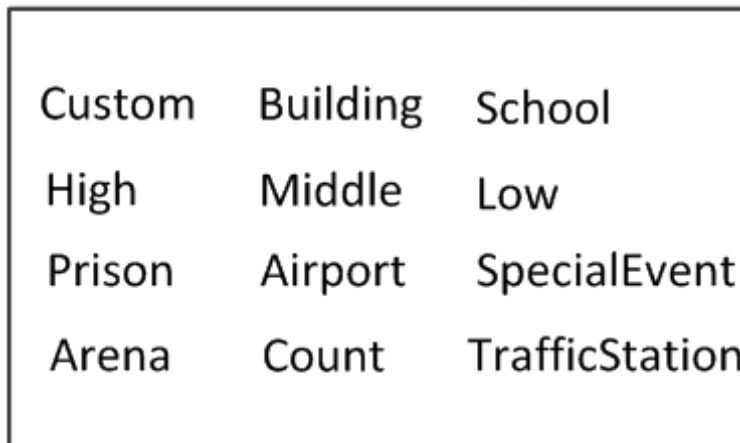 Custom Building School
High Middle Low
Prison Airport SpecialEvent
Arena Count TrafficStation